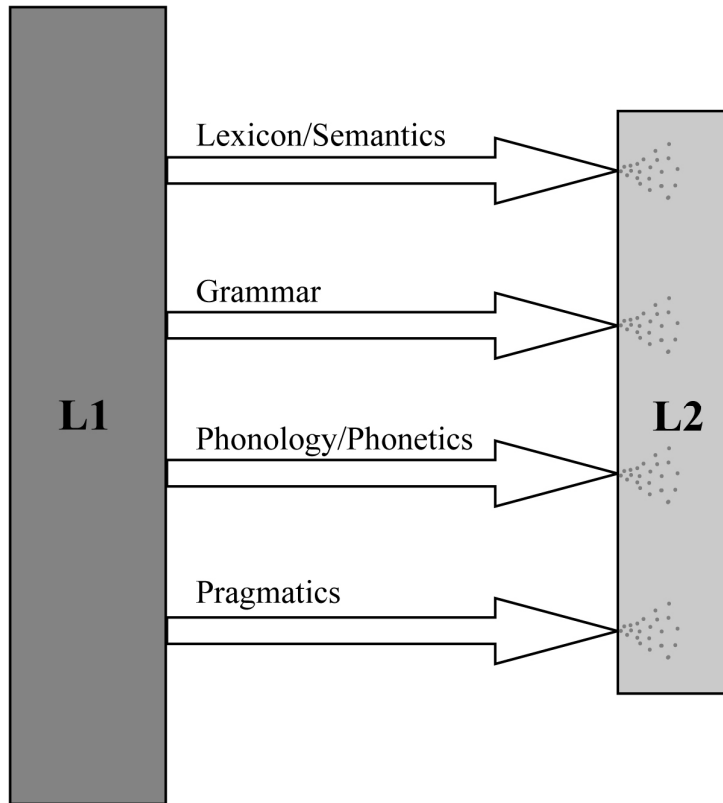 Lexicon/Semantics
Grammar
L1
L2
Phonology/Phonetics
Pragmatics